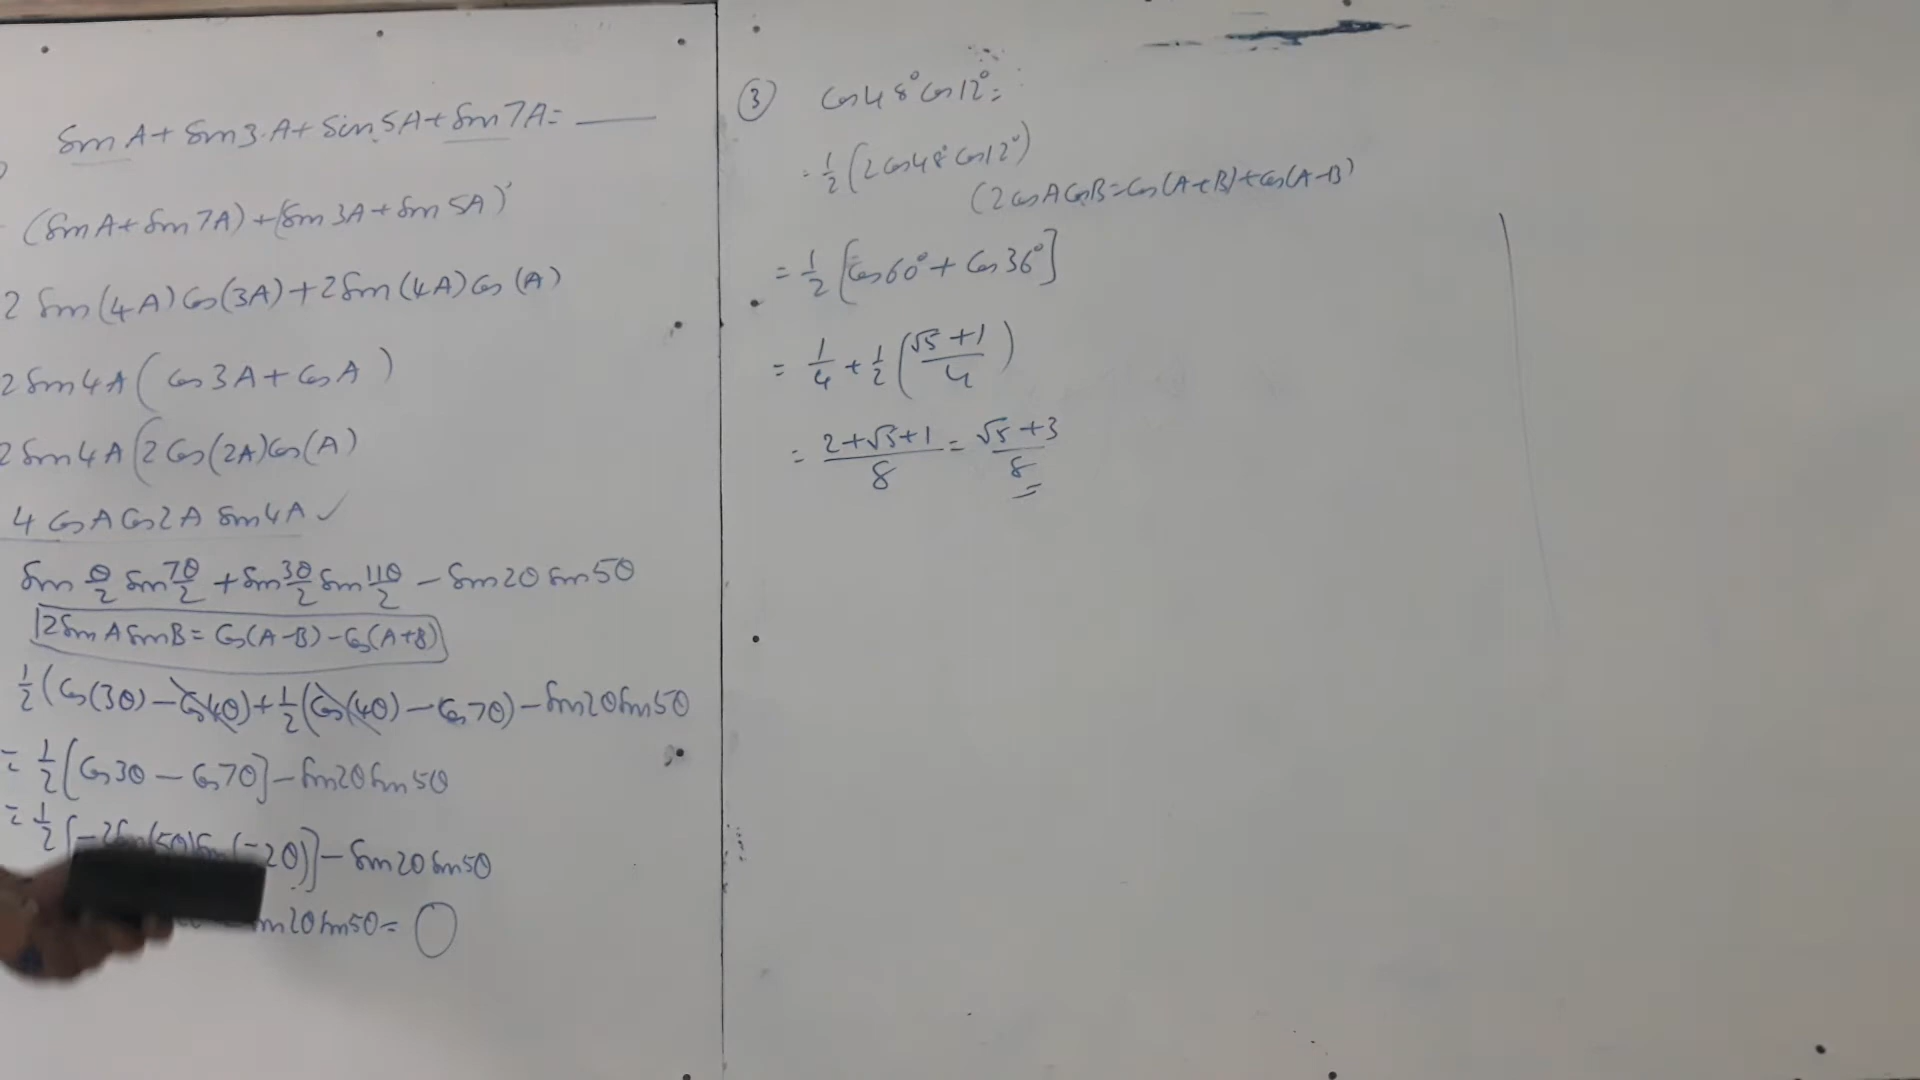 Sin A + Sin 3A + Sin 5A + Sin 7A = ____
(Sin A + Sin 7A) + (Sin 3A + Sin 5A)
2 Sin(4A) Cos(3A) + 2 Sin(4A) Cos(A)
2 Sin 4A (Cos 3A + Cos A)
2 Sin 4A (2 Cos(2A) Cos(A)
4 Cos A Cos 2A Sin 4A ✓
Sin θ/2 Sin 7θ/2 + Sin 3θ/2 Sin 11θ/2 - Sin 2θ Sin 5θ
2 Sin A Sin B = Cos(A-B) - Cos(A+B)
1/2 (Cos(3θ) - Cos 4θ) + 1/2 (Cos(4θ) - Cos 7θ) - Sin 2θ Sin 5θ
= 1/2 [Cos 3θ - Cos 7θ] - Sin 2θ Sin 5θ
= 1/2 [-2 Sin(5θ) Sin(-2θ)] - Sin 2θ Sin 5θ
Sin 2θ Sin 5θ = 0
③ Cos 48° Cos 12° =
= 1/2 (2 Cos 48° Cos 12°)
(2 Cos A Cos B = Cos(A+B) + Cos(A-B)
= 1/2 [Cos 60° + Cos 36°]
= 1/4 + 1/2 (√5 + 1 / 4)
= 2 + √5 + 1 / 8 = √5 + 3 / 8